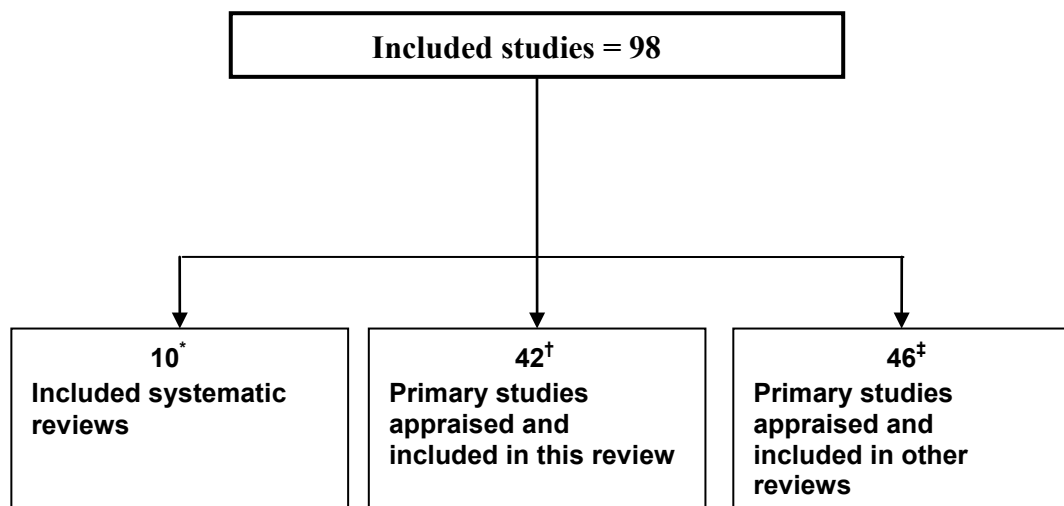 Included studies = 98
10*
Included systematic
reviews
42†
Primary studies
appraised and
included in this review
46‡
Primary studies
appraised and
included in other
reviews